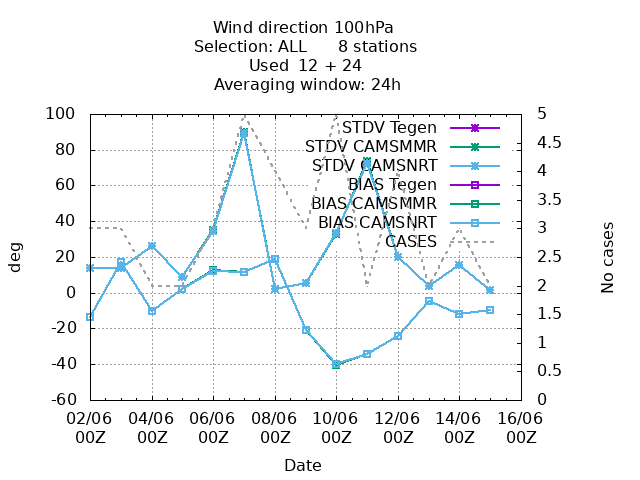 Wind direction 100hPa
Selection: ALL      8 stations
Used  12 + 24
Averaging window: 24h
deg
100
80
60
40
20
0
-20
-40
-60
STDV Tegen
STDV CAMSMMR
STDV CAMSNRT
BIAS Tegen
BIAS CAMSMMR
BIAS CAMSNRT
CASES
5
4.5
4
3.5
3
2.5
2
1.5
1
0.5
0
No cases
02/06 04/06 06/06 08/06 10/06 12/06 14/06 16/06
00Z 00Z 00Z 00Z 00Z 00Z 00Z 00Z
Date